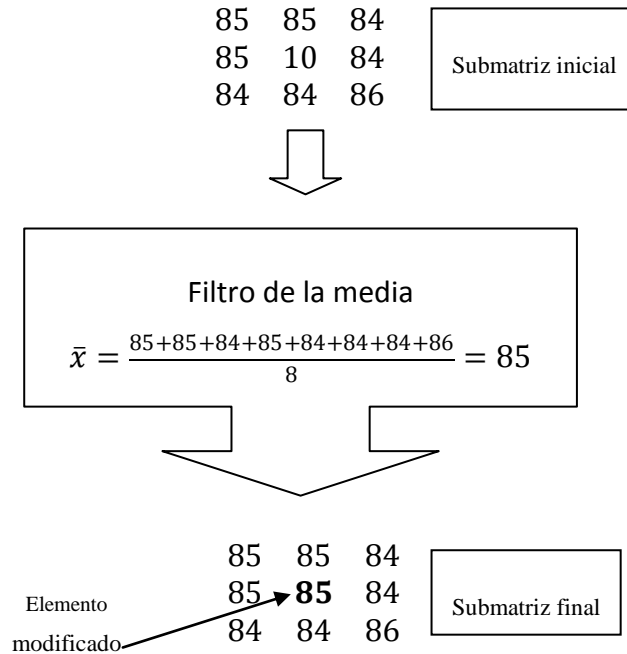 85 85 84
85 10 84
84 84 86
Submatriz inicial
Filtro de la media
x̄ = (85+85+84+85+84+84+84+86)/8 = 85
85 85 84
85 85 84
84 84 86
Submatriz final
Elemento
modificado